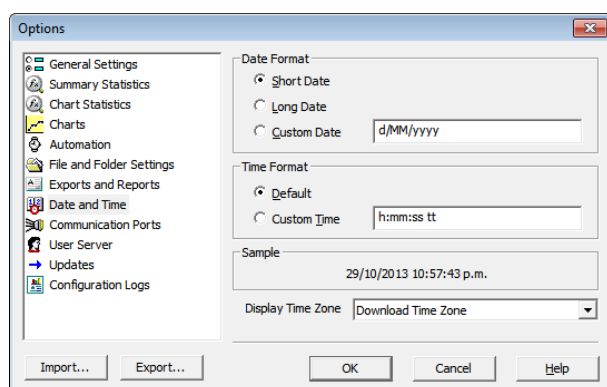 Options
General Settings
Summary Statistics
Chart Statistics
Charts
Automation
File and Folder Settings
Exports and Reports
Date and Time
Communication Ports
User Server
Updates
Configuration Logs
Import...
Export...
Date Format
Short Date
Long Date
Custom Date d/MM/yyyy
Time Format
Default
Custom Time h:mm:ss tt
Sample
29/10/2013 10:57:43 p.m.
Display Time Zone Download Time Zone
OK Cancel Help